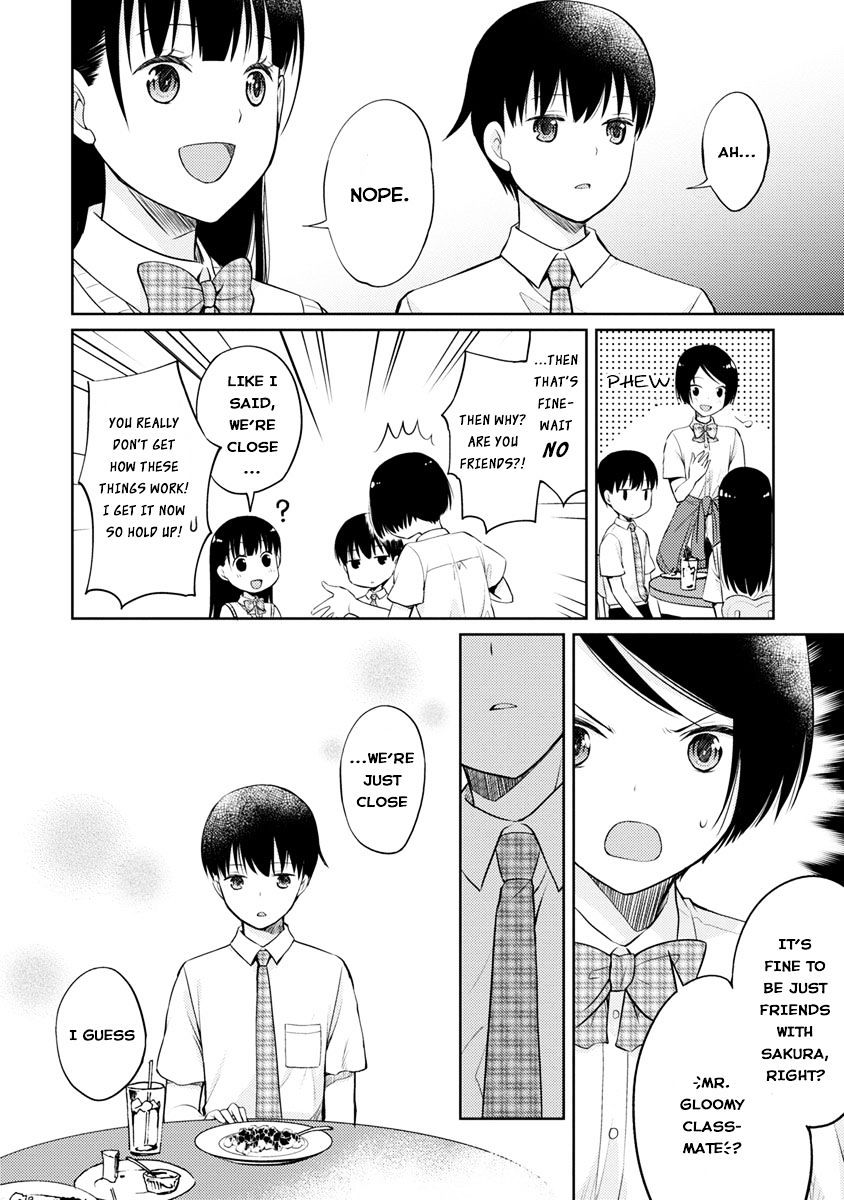 AH...
NOPE.
PHEW
...THEN
THAT'S
FINE-
WAIT
NO
THEN WHY?
ARE YOU
FRIENDS?!
LIKE I
SAID,
WE'RE
CLOSE
...
?
YOU REALLY
DON'T GET
HOW THESE
THINGS WORK!
I GET IT NOW
SO HOLD UP!
IT'S
FINE TO
BE JUST
FRIENDS
WITH
SAKURA,
RIGHT?
MR.
GLOOMY
CLASS-
MATE?
...WE'RE
JUST
CLOSE
I GUESS